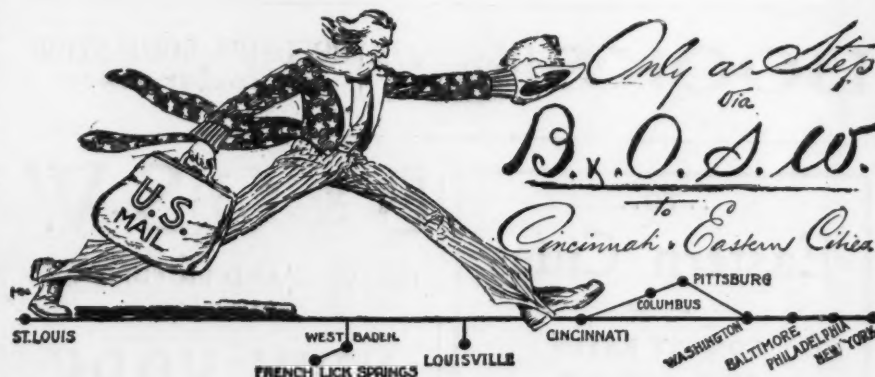 Only a Step
via
B. & O. S. W.
to
Cincinnati & Eastern Cities
U.S.
MAIL
PITTSBURG
COLUMBUS
ST. LOUIS
WEST BADEN
FRENCH LICK SPRINGS
LOUISVILLE
CINCINNATI
WASHINGTON
BALTIMORE
PHILADELPHIA
NEW YORK